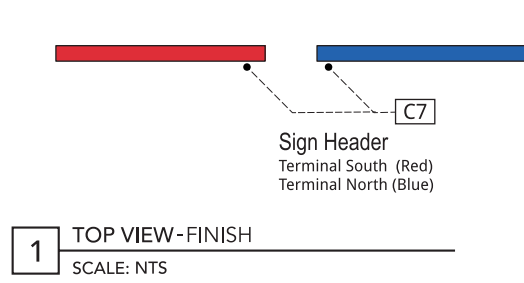 C7
Sign Header
Terminal South (Red)
Terminal North (Blue)
1
TOP VIEW-FINISH
SCALE: NTS